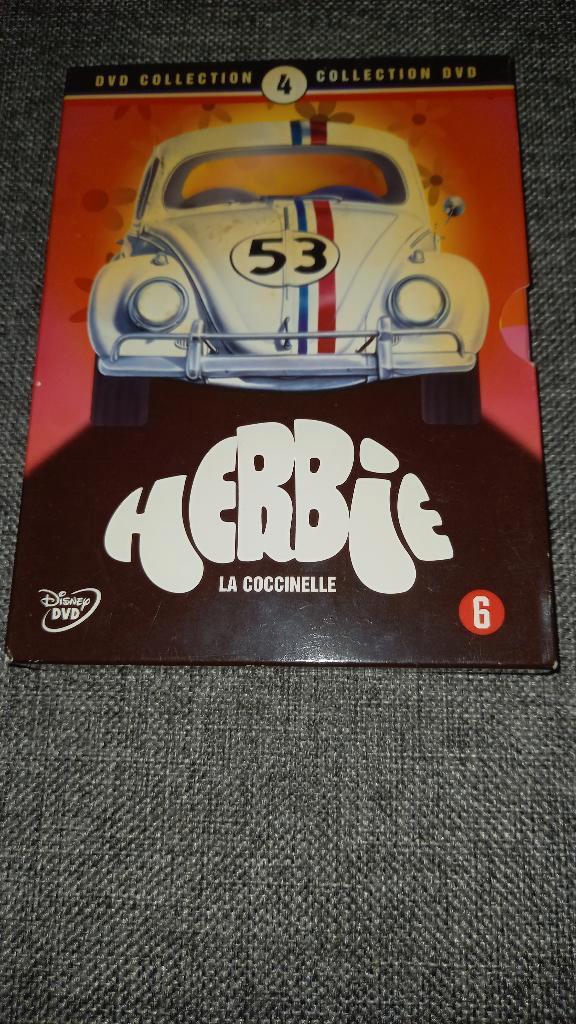 DVD COLLECTION 4 COLLECTION DVD
53
HERBIE
LA COCCINELLE
Disney DVD
6